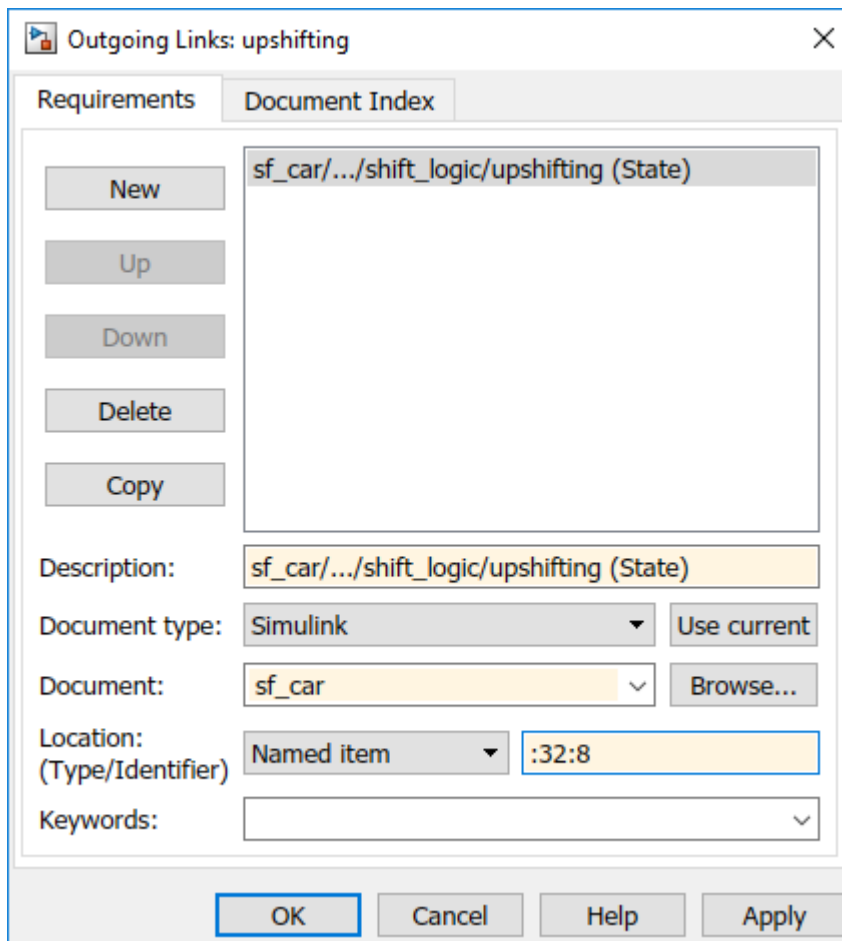 Outgoing Links: upshifting
Requirements
Document Index
New
Up
Down
Delete
Copy
sf_car/.../shift_logic/upshifting (State)
Description:
sf_car/.../shift_logic/upshifting (State)
Document type:
Simulink
Use current
Document:
sf_car
Browse...
Location:
(Type/Identifier)
Named item
:32:8
Keywords:
OK
Cancel
Help
Apply